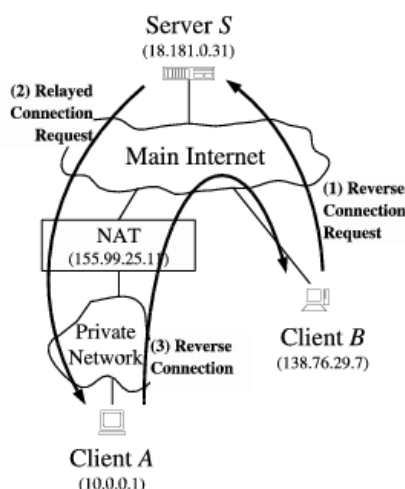 Server S
(18.181.0.31)
(2) Relayed
Connection
Request
Main Internet
(1) Reverse
Connection
Request
NAT
(155.99.25.11)
Private
Network
(3) Reverse
Connection
Client B
(138.76.29.7)
Client A
(10.0.0.1)